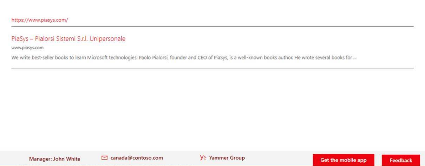 https://www.piasys.com/
PiaSys – Pialorsi Sistemi S.r.l. Unipersonale
www.piasys.com
We write best-seller books to learn Microsoft technologies. Paolo Pialorsi, founder and CEO of PiaSys, is a well-known books author. He wrote several books for ...
Manager: John White
canada@contoso.com
Yammer Group
Get the mobile app
Feedback